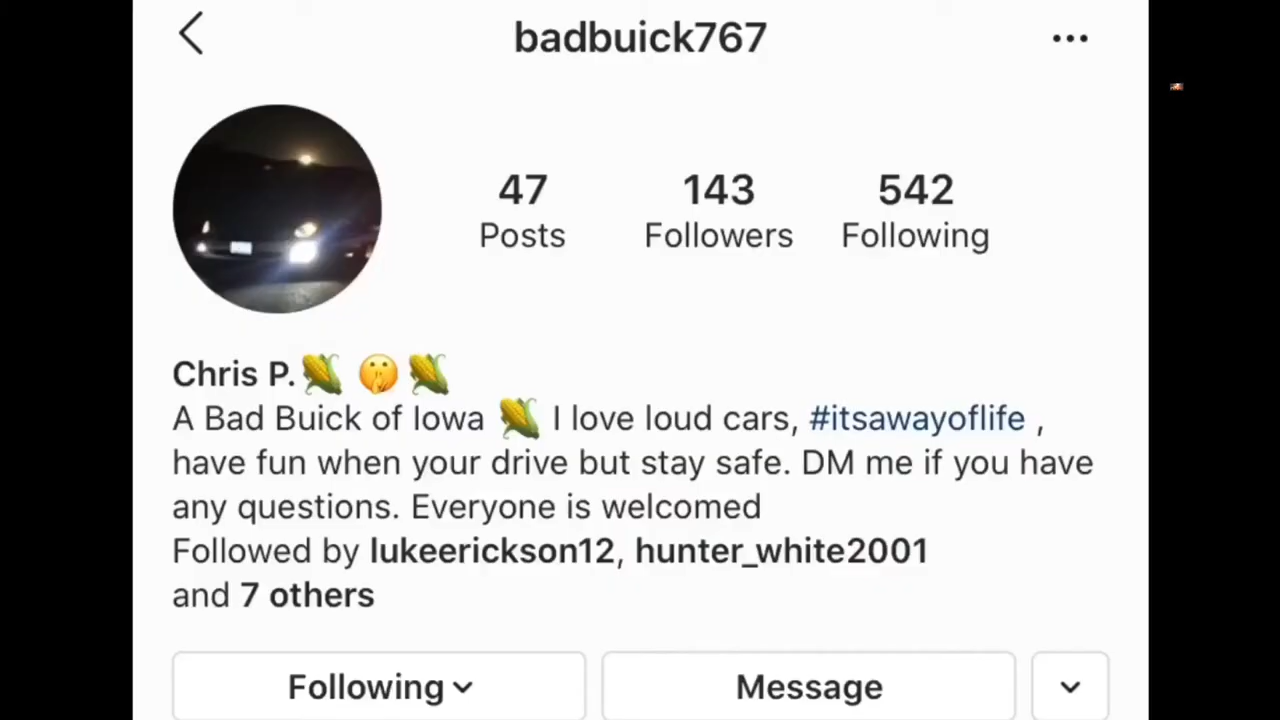 badbuick767
47 143 542
Posts Followers Following
Chris P.🌽 🤫 🌽
A Bad Buick of Iowa 🌽 I love loud cars, #itsawayoflife ,
have fun when your drive but stay safe. DM me if you have
any questions. Everyone is welcomed
Followed by lukeerickson12, hunter_white2001
and 7 others
Following Message